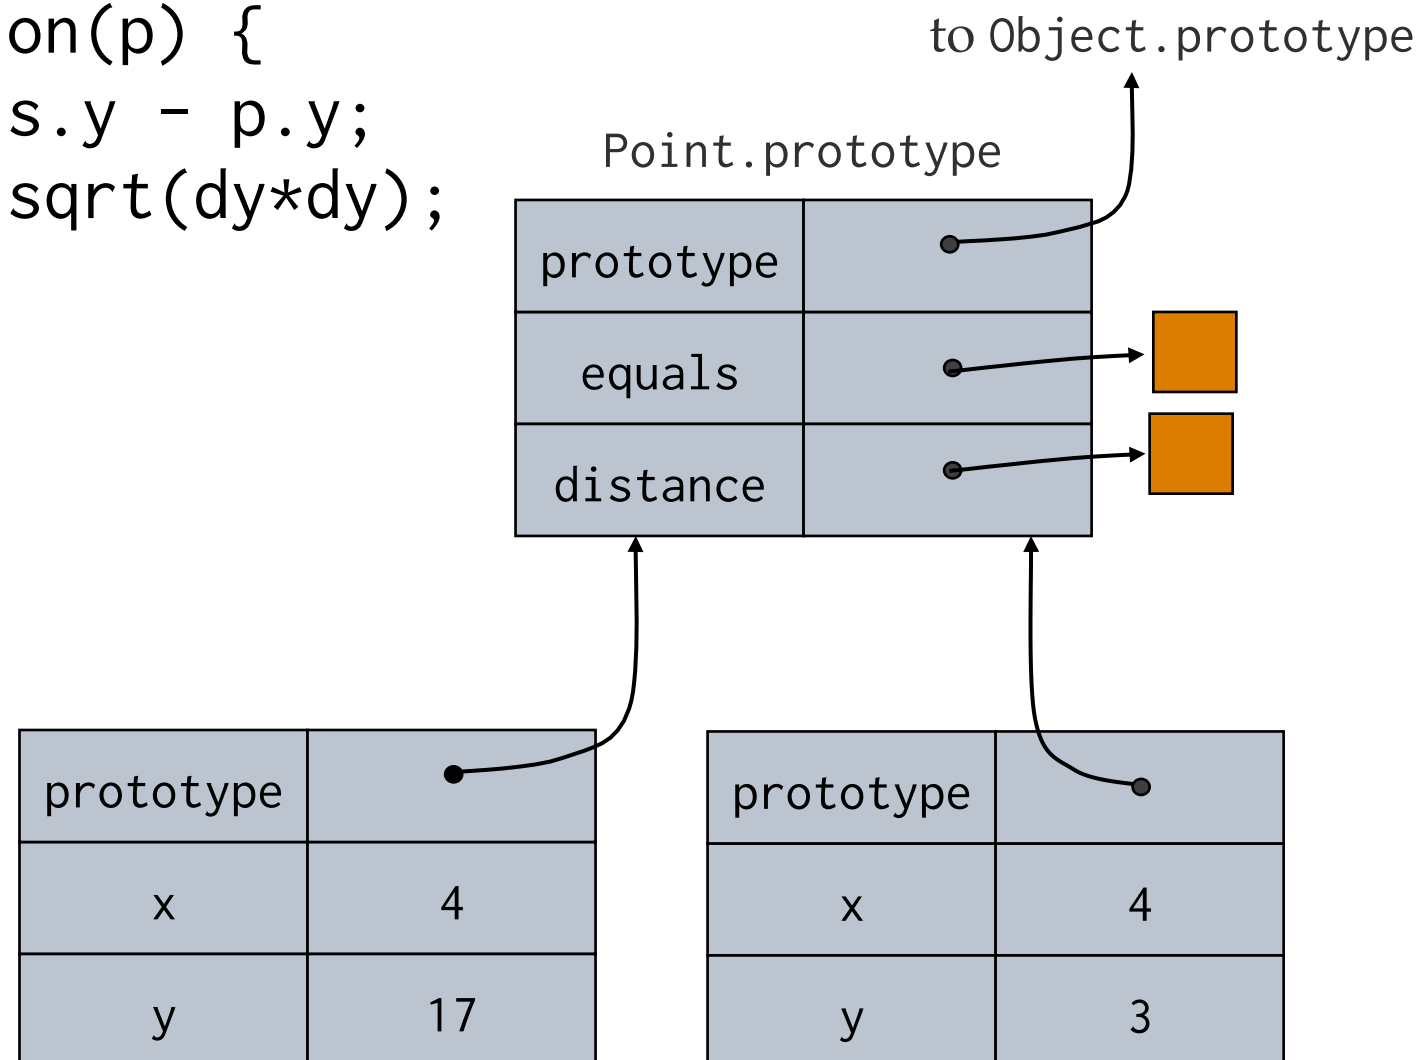 on(p) {
s.y - p.y;
sqrt(dy*dy);
to Object.prototype
Point.prototype
prototype
equals
distance
prototype
x 4
y 17
prototype
x 4
y 3